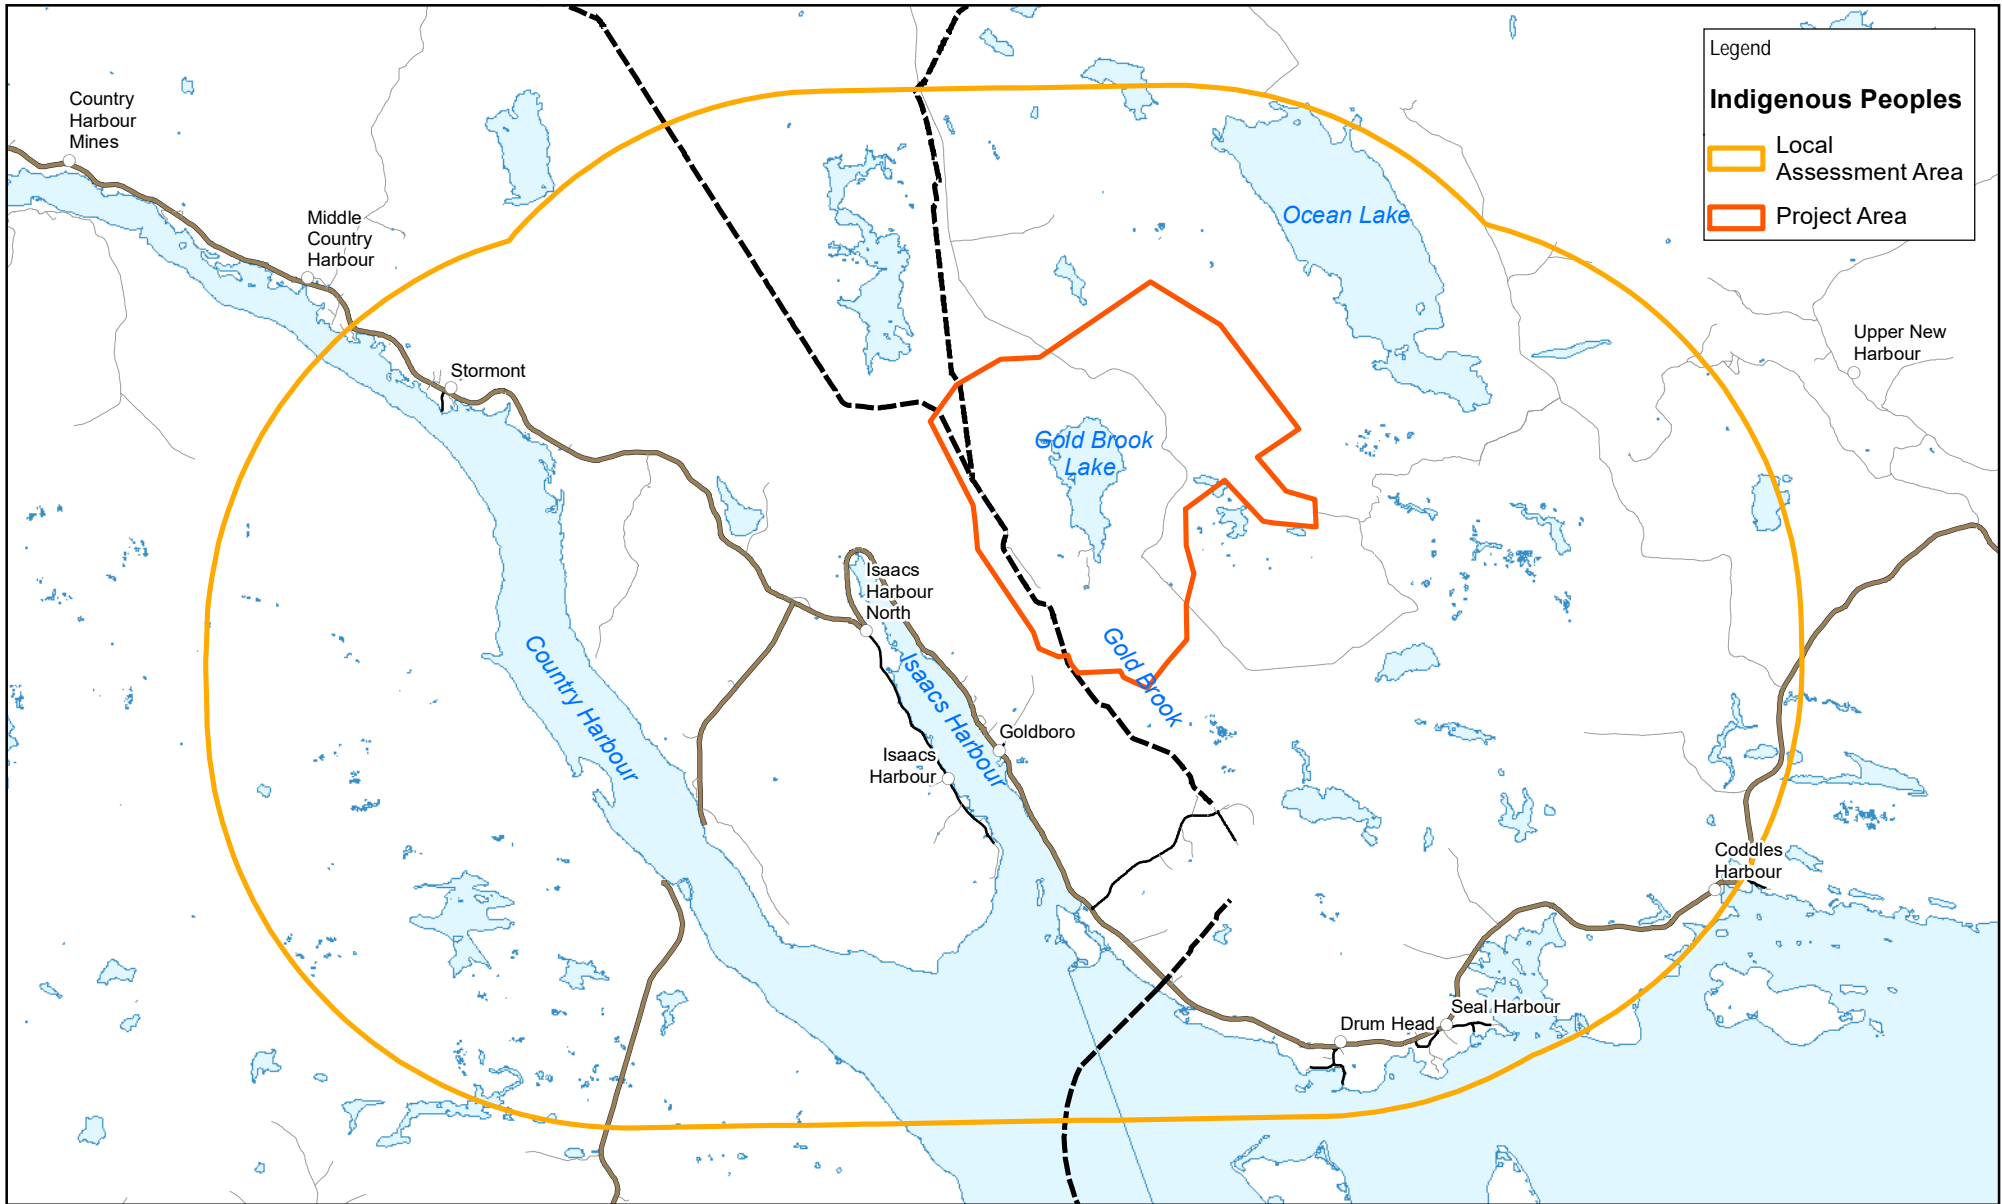 Legend
Indigenous Peoples
Local
Assessment Area
Project Area
Country
Harbour
Mines
Middle
Country
Harbour
Ocean Lake
Upper New
Harbour
Stormont
Gold Brook
Lake
Isaacs
Harbour
North
Country Harbour
Isaacs Harbour
Gold Brook
Goldboro
Isaacs
Harbour
Coddles
Harbour
Seal Harbour
Drum Head